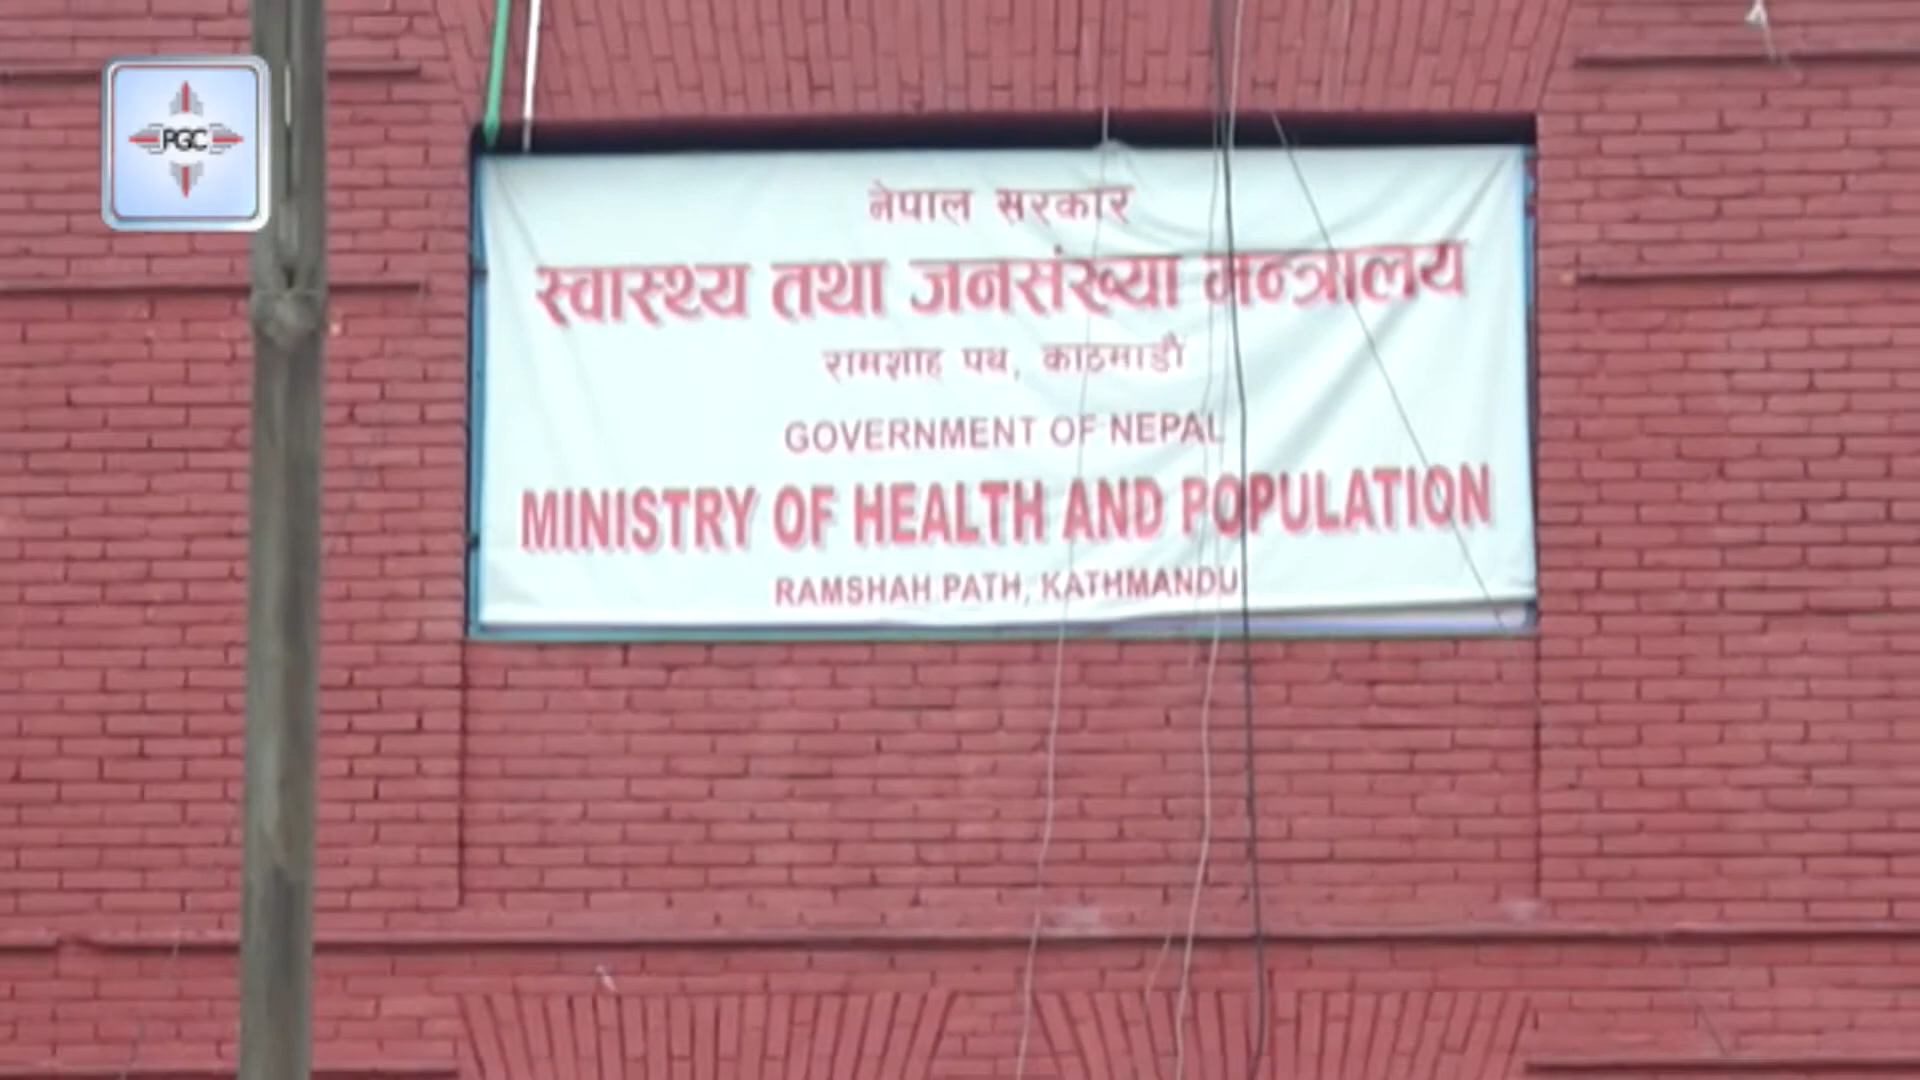 PGC
नेपाल सरकार
स्वास्थ्य तथा जनसंख्या मन्त्रालय
रामशाह पथ, काठमाडौं
GOVERNMENT OF NEPAL
MINISTRY OF HEALTH AND POPULATION
RAMSHAH PATH, KATHMANDU